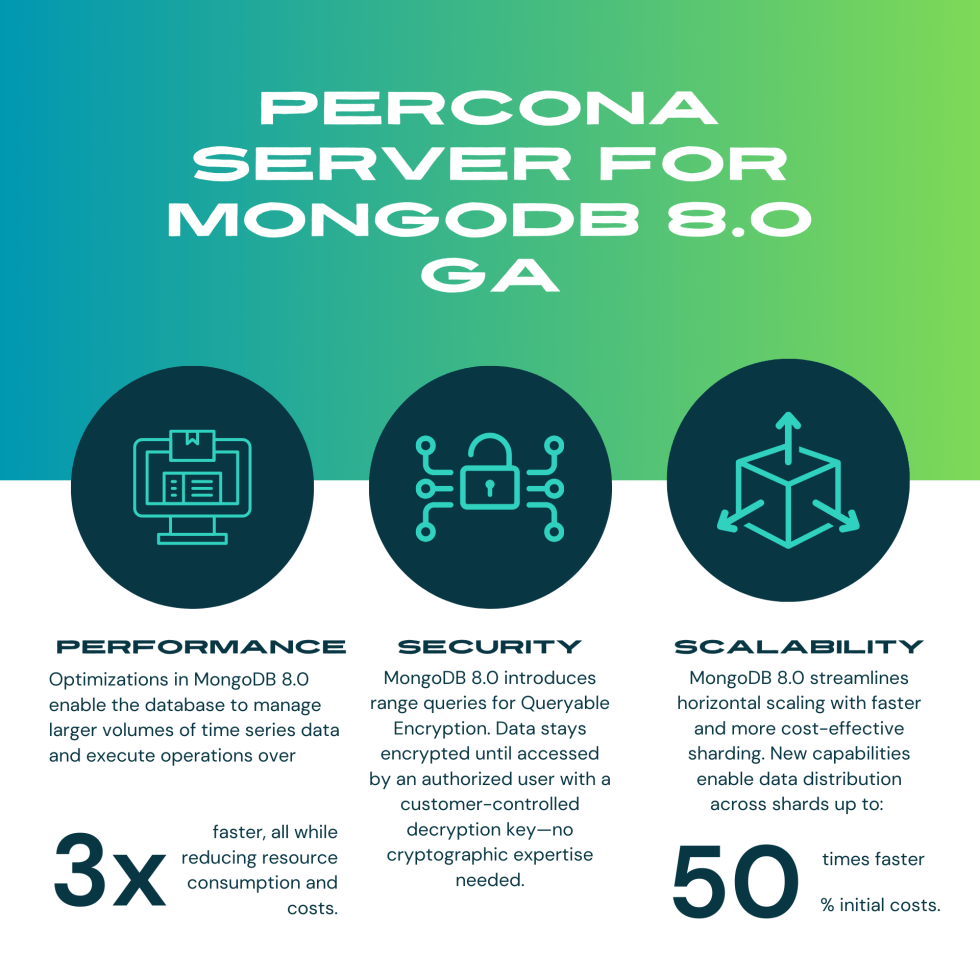 PERCONA
SERVER FOR
MONGODB 8.0
GA
PERFORMANCE
Optimizations in MongoDB 8.0
enable the database to manage
larger volumes of time series data
and execute operations over
3x
faster, all while
reducing resource
consumption and
costs.
SECURITY
MongoDB 8.0 introduces
range queries for Queryable
Encryption. Data stays
encrypted until accessed
by an authorized user with a
customer-controlled
decryption key—no
cryptographic expertise
needed.
SCALABILITY
MongoDB 8.0 streamlines
horizontal scaling with faster
and more cost-effective
sharding. New capabilities
enable data distribution
across shards up to:
50
times faster
% initial costs.